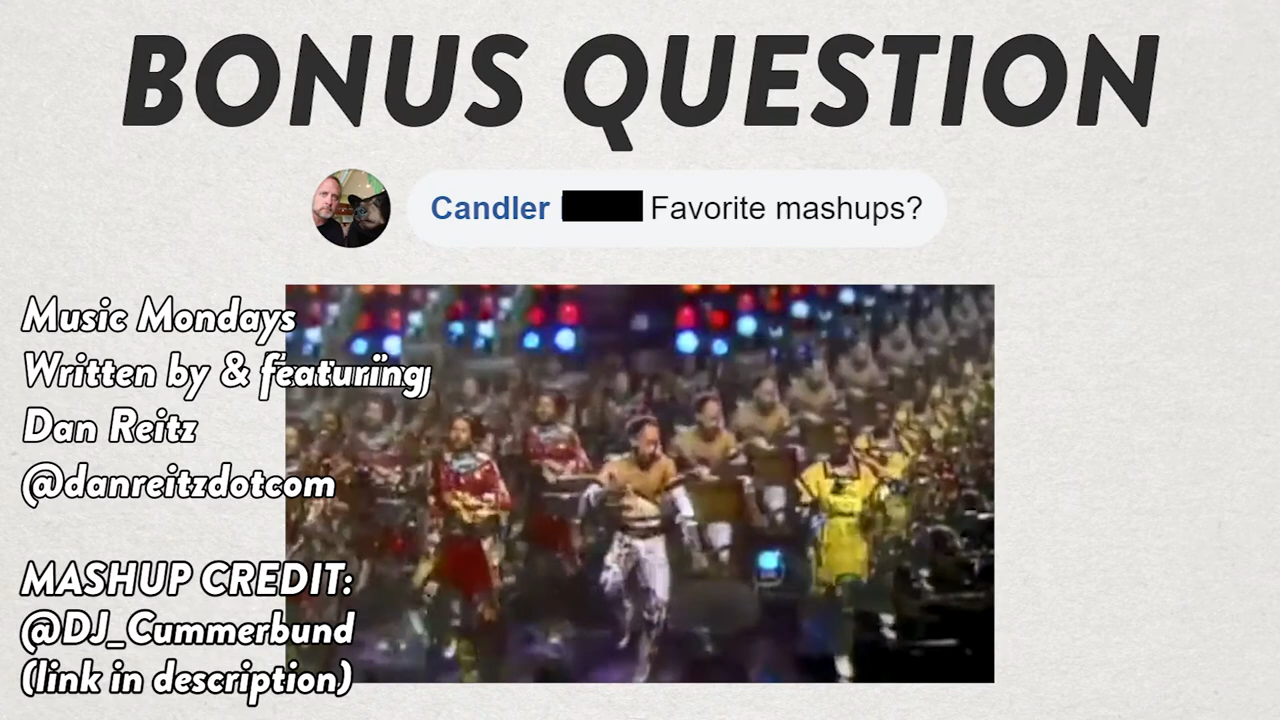 BONUS QUESTION
Candler Favorite mashups?
Music Mondays
Written by & featuring
Dan Reitz
@danreitzdotcom
MASHUP CREDIT:
@DJ_Cummerbund
(link in description)